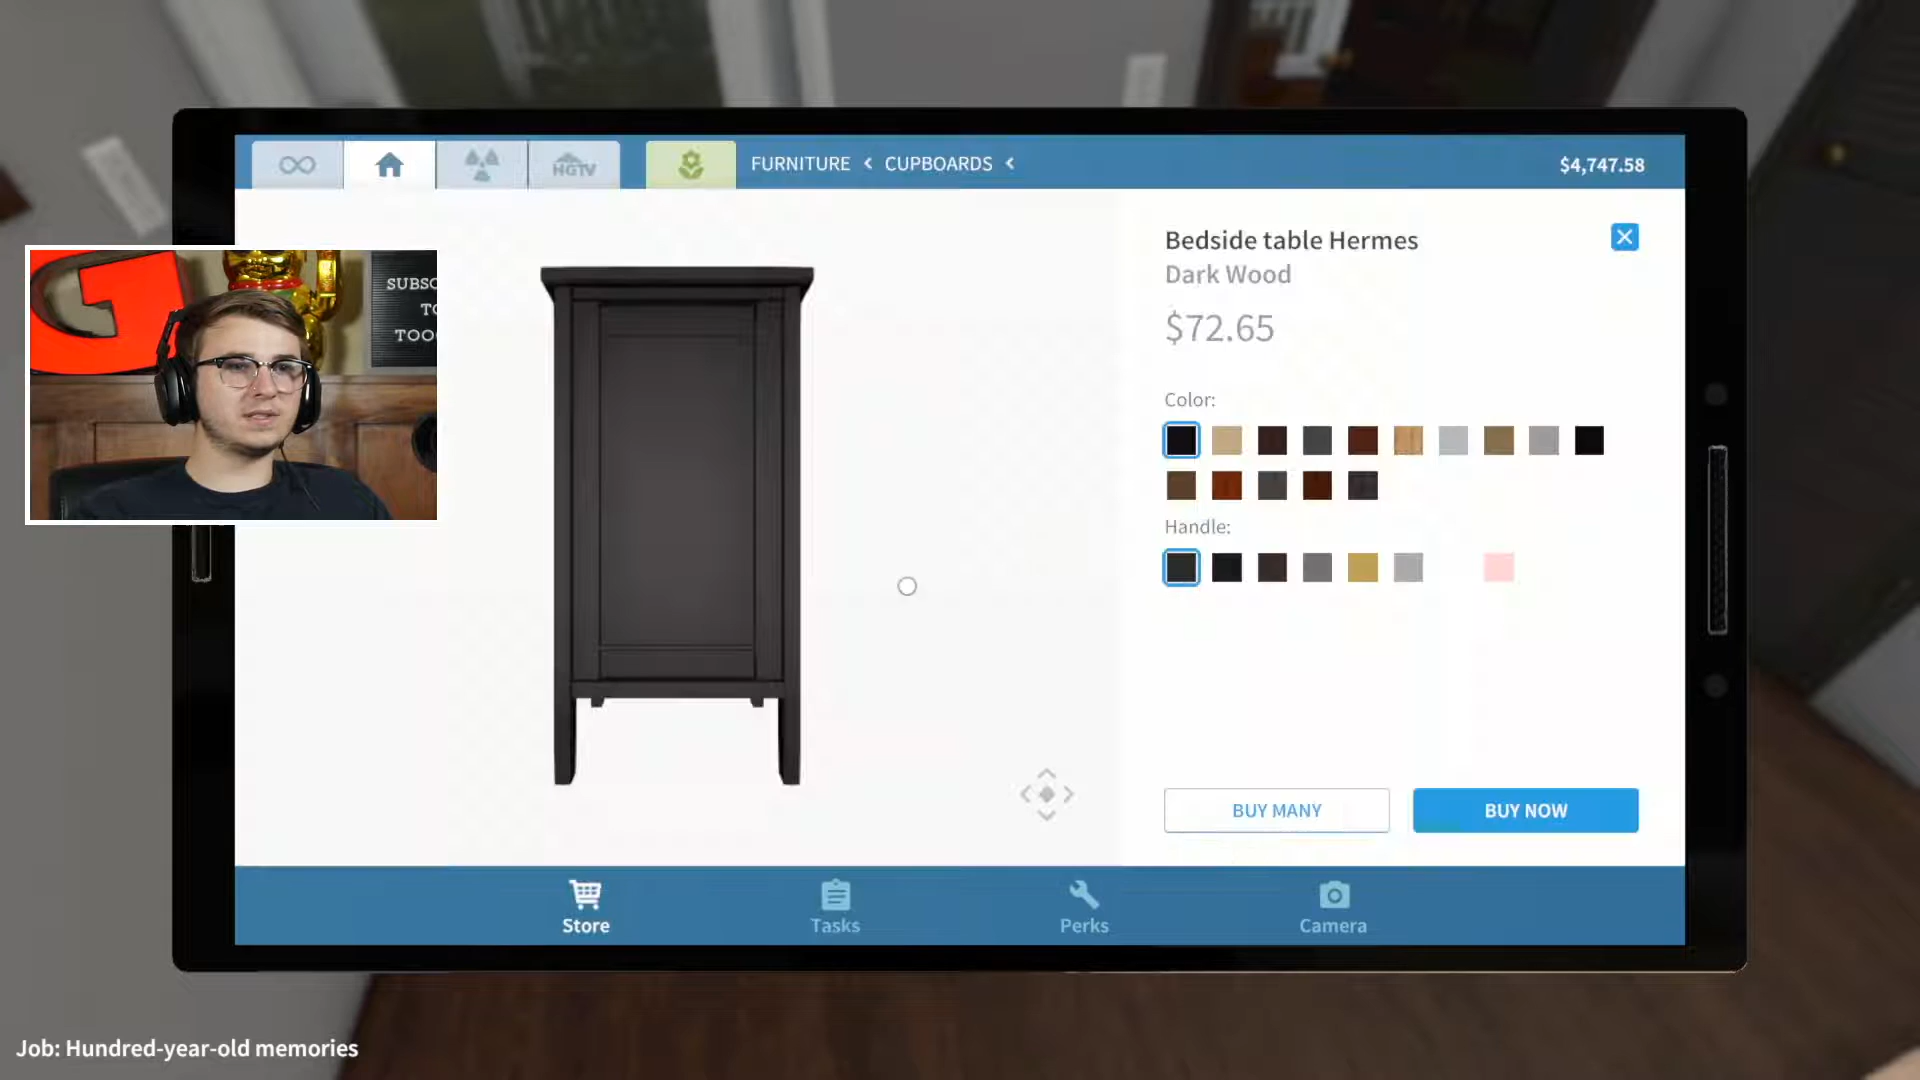 HGTV
FURNITURE < CUPBOARDS <
$4,747.58
Bedside table Hermes
Dark Wood
$72.65
Color:
Handle:
BUY MANY
BUY NOW
Store
Tasks
Perks
Camera
SUBSC
TO
TOO
Job: Hundred-year-old memories